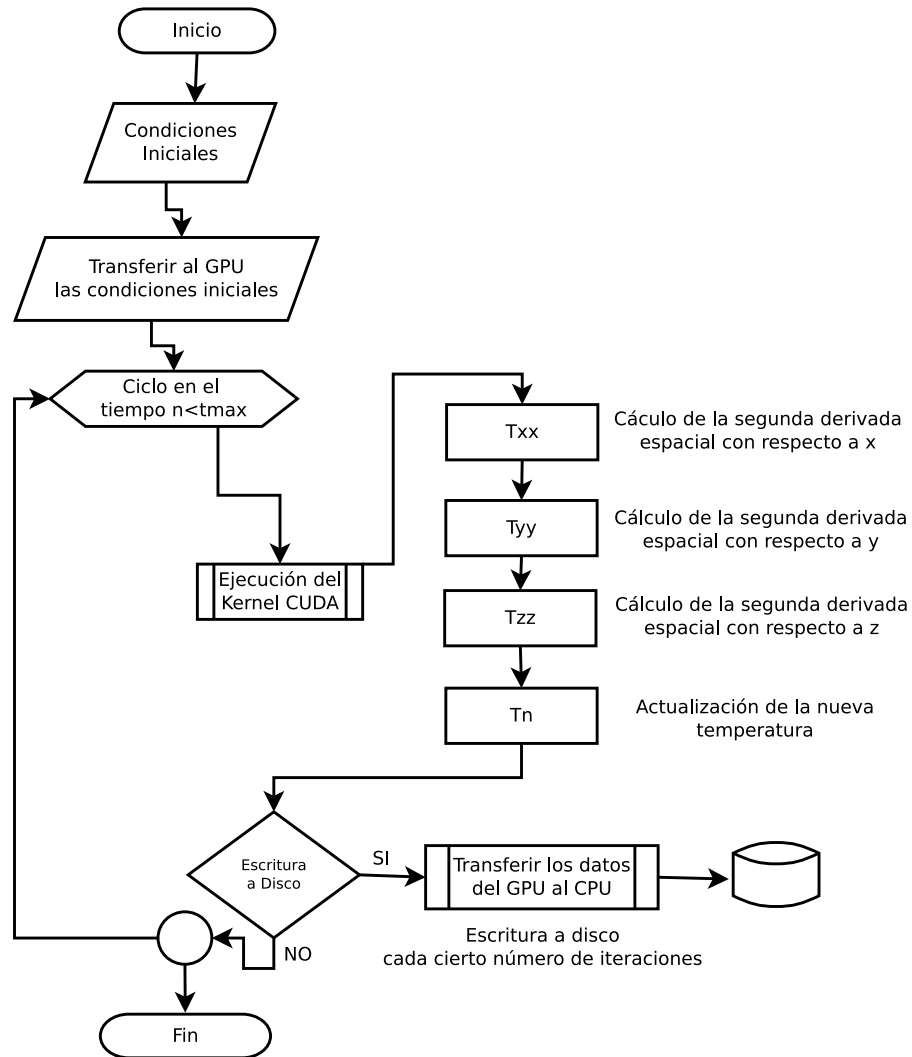 Inicio
Condiciones
Iniciales
Transferir al GPU
las condiciones iniciales
Ciclo en el
tiempo n<tmax
Ejecución del
Kernel CUDA
Txx
Cáculo de la segunda derivada
espacial con respecto a x
Tyy
Cálculo de la segunda derivada
espacial con respecto a y
Tzz
Cálculo de la segunda derivada
espacial con respecto a z
Tn
Actualización de la nueva
temperatura
Escritura
a Disco
SI
Transferir los datos
del GPU al CPU
Escritura a disco
cada cierto número de iteraciones
NO
Fin